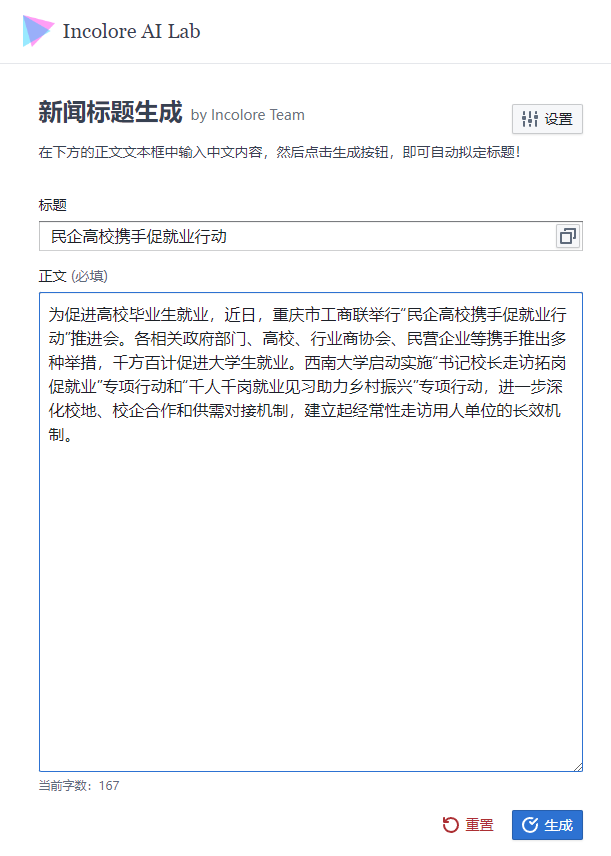 Incolore AI Lab
新闻标题生成 by Incolore Team
设置
在下方的正文文本框中输入中文内容，然后点击生成按钮，即可自动拟定标题！
标题
民企高校携手促就业行动
正文 (必填)
为促进高校毕业生就业，近日，重庆市工商联举行“民企高校携手促就业行
动”推进会。各相关政府部门、高校、行业商协会、民营企业等携手推出多
种举措，千方百计促进大学生就业。西南大学启动实施“书记校长走访拓岗
促就业”专项行动和“千人千岗就业见习助力乡村振兴”专项行动，进一步深
化校地、校企合作和供需对接机制，建立起经常性走访用人单位的长效机
制。
当前字数：167
重置
生成